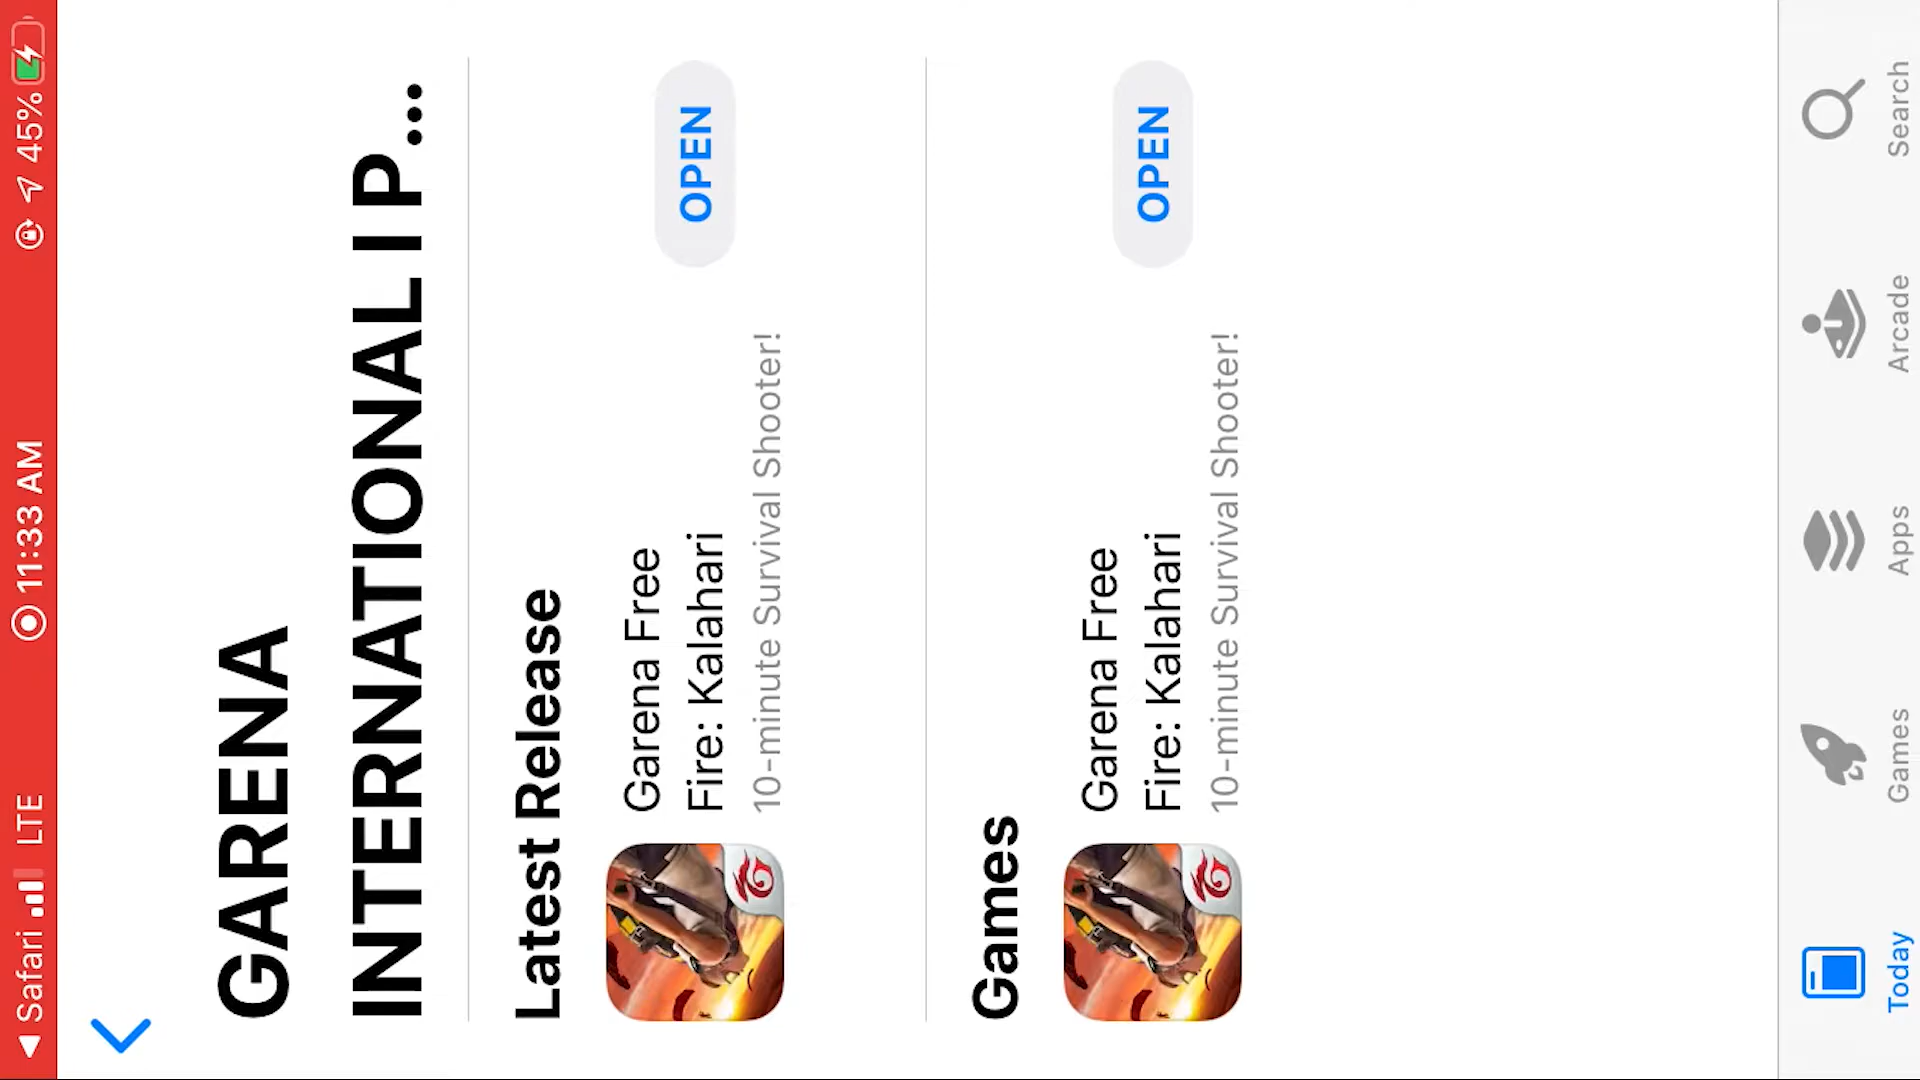 Safari LTE 11:33 AM 45%
GARENA
INTERNATIONAL I P...
Latest Release
Garena Free
Fire: Kalahari
10-minute Survival Shooter!
OPEN
Games
Garena Free
Fire: Kalahari
10-minute Survival Shooter!
OPEN
Today Games Apps Arcade Search